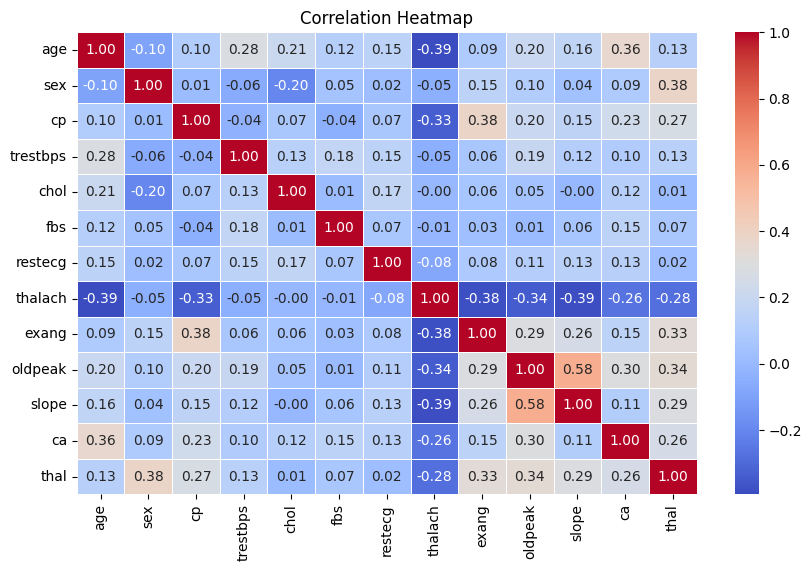 Correlation Heatmap
age 1.00 -0.10 0.10 0.28 0.21 0.12 0.15 -0.39 0.09 0.20 0.16 0.36 0.13
sex -0.10 1.00 0.01 -0.06 -0.20 0.05 0.02 -0.05 0.15 0.10 0.04 0.09 0.38
cp 0.10 0.01 1.00 -0.04 0.07 -0.04 0.07 -0.33 0.38 0.20 0.15 0.23 0.27
trestbps 0.28 -0.06 -0.04 1.00 0.13 0.18 0.15 -0.05 0.06 0.19 0.12 0.10 0.13
chol 0.21 -0.20 0.07 0.13 1.00 0.01 0.17 -0.00 0.06 0.05 -0.00 0.12 0.01
fbs 0.12 0.05 -0.04 0.18 0.01 1.00 0.07 -0.01 0.03 0.01 0.06 0.15 0.07
restecg 0.15 0.02 0.07 0.15 0.17 0.07 1.00 -0.08 0.08 0.11 0.13 0.13 0.02
thalach -0.39 -0.05 -0.33 -0.05 -0.00 -0.01 -0.08 1.00 -0.38 -0.34 -0.39 -0.26 -0.28
exang 0.09 0.15 0.38 0.06 0.06 0.03 0.08 -0.38 1.00 0.29 0.26 0.15 0.33
oldpeak 0.20 0.10 0.20 0.19 0.05 0.01 0.11 -0.34 0.29 1.00 0.58 0.30 0.34
slope 0.16 0.04 0.15 0.12 -0.00 0.06 0.13 -0.39 0.26 0.58 1.00 0.11 0.29
ca 0.36 0.09 0.23 0.10 0.12 0.15 0.13 -0.26 0.15 0.30 0.11 1.00 0.26
thal 0.13 0.38 0.27 0.13 0.01 0.07 0.02 -0.28 0.33 0.34 0.29 0.26 1.00
age sex cp trestbps chol fbs restecg thalach exang oldpeak slope ca thal
1.0
0.8
0.6
0.4
0.2
0.0
−0.2